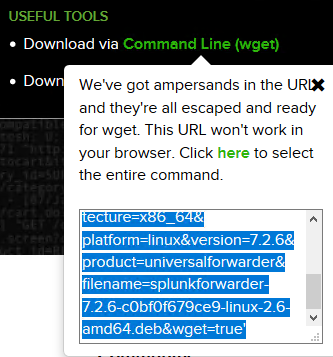 USEFUL TOOLS
• Download via Command Line (wget)
• Down
We've got ampersands in the URL
and they're all escaped and ready
for wget. This URL won't work in
your browser. Click here to select
the entire command.
tecture=x86_64&
platform=linux&version=7.2.6&
product=universalforwarder&
filename=splunkforwarder-
7.2.6-c0bf0f679ce9-linux-2.6-
amd64.deb&wget=true'